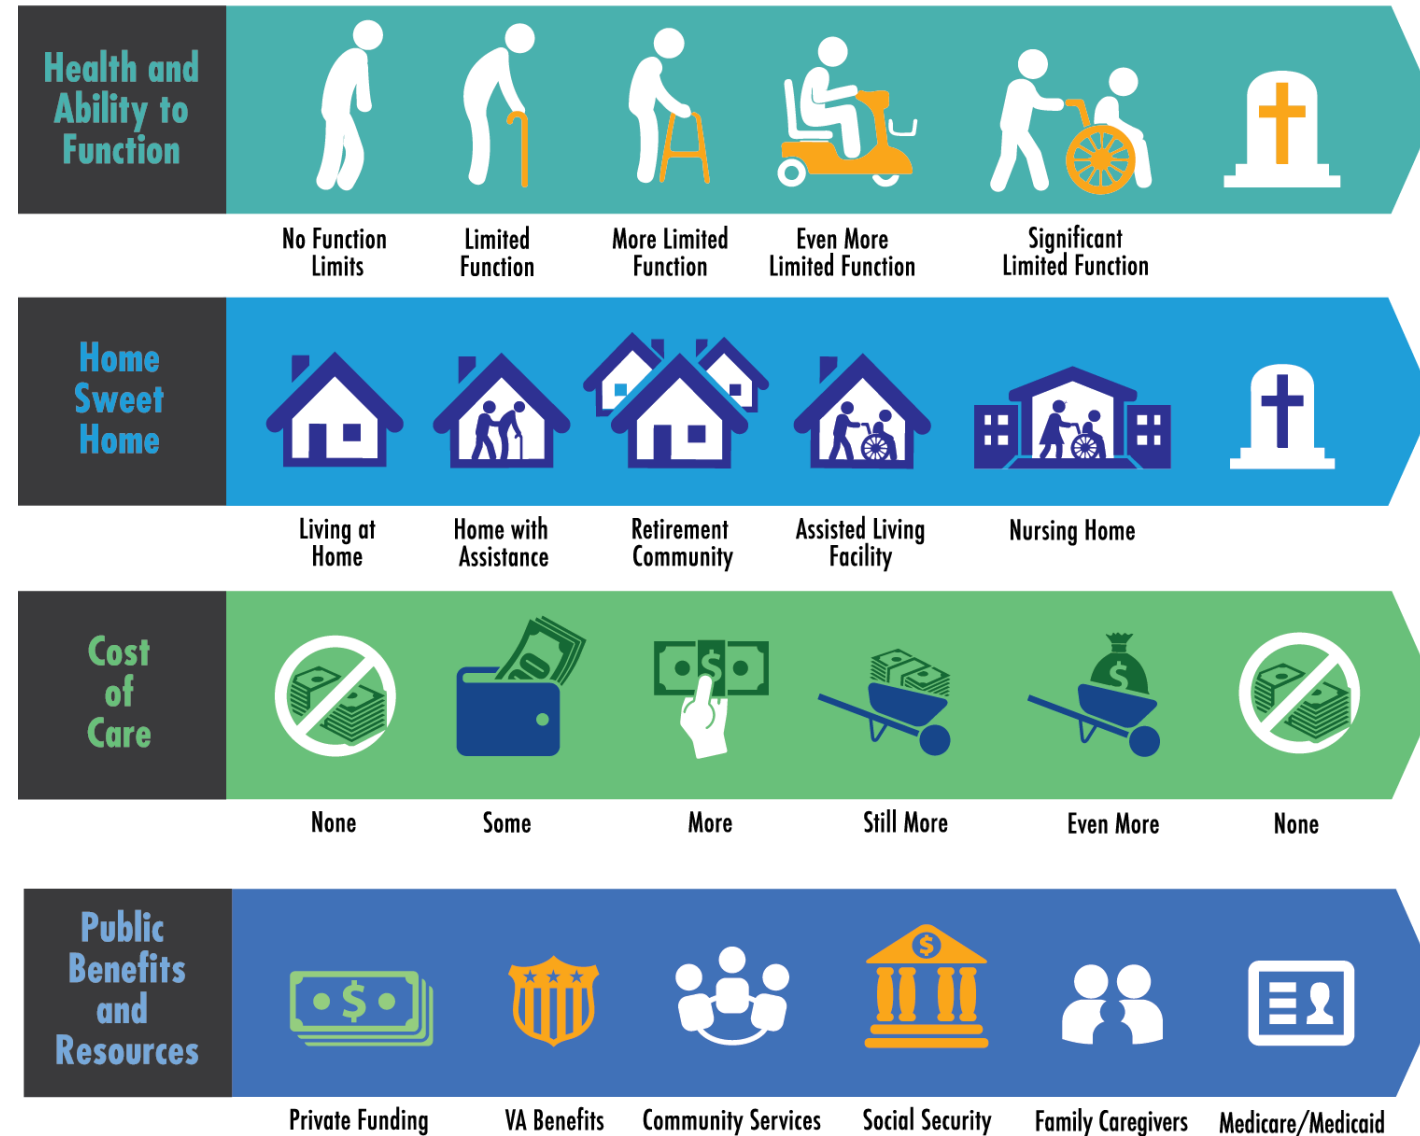 Health and
Ability to
Function
No Function
Limits
Limited
Function
More Limited
Function
Even More
Limited Function
Significant
Limited Function
Home
Sweet
Home
Living at
Home
Home with
Assistance
Retirement
Community
Assisted Living
Facility
Nursing Home
Cost
of
Care
$
$
None
Some
More
Still More
Even More
None
Public
Benefits
and
Resources
$
$
Private Funding
VA Benefits
Community Services
Social Security
Family Caregivers
Medicare/Medicaid